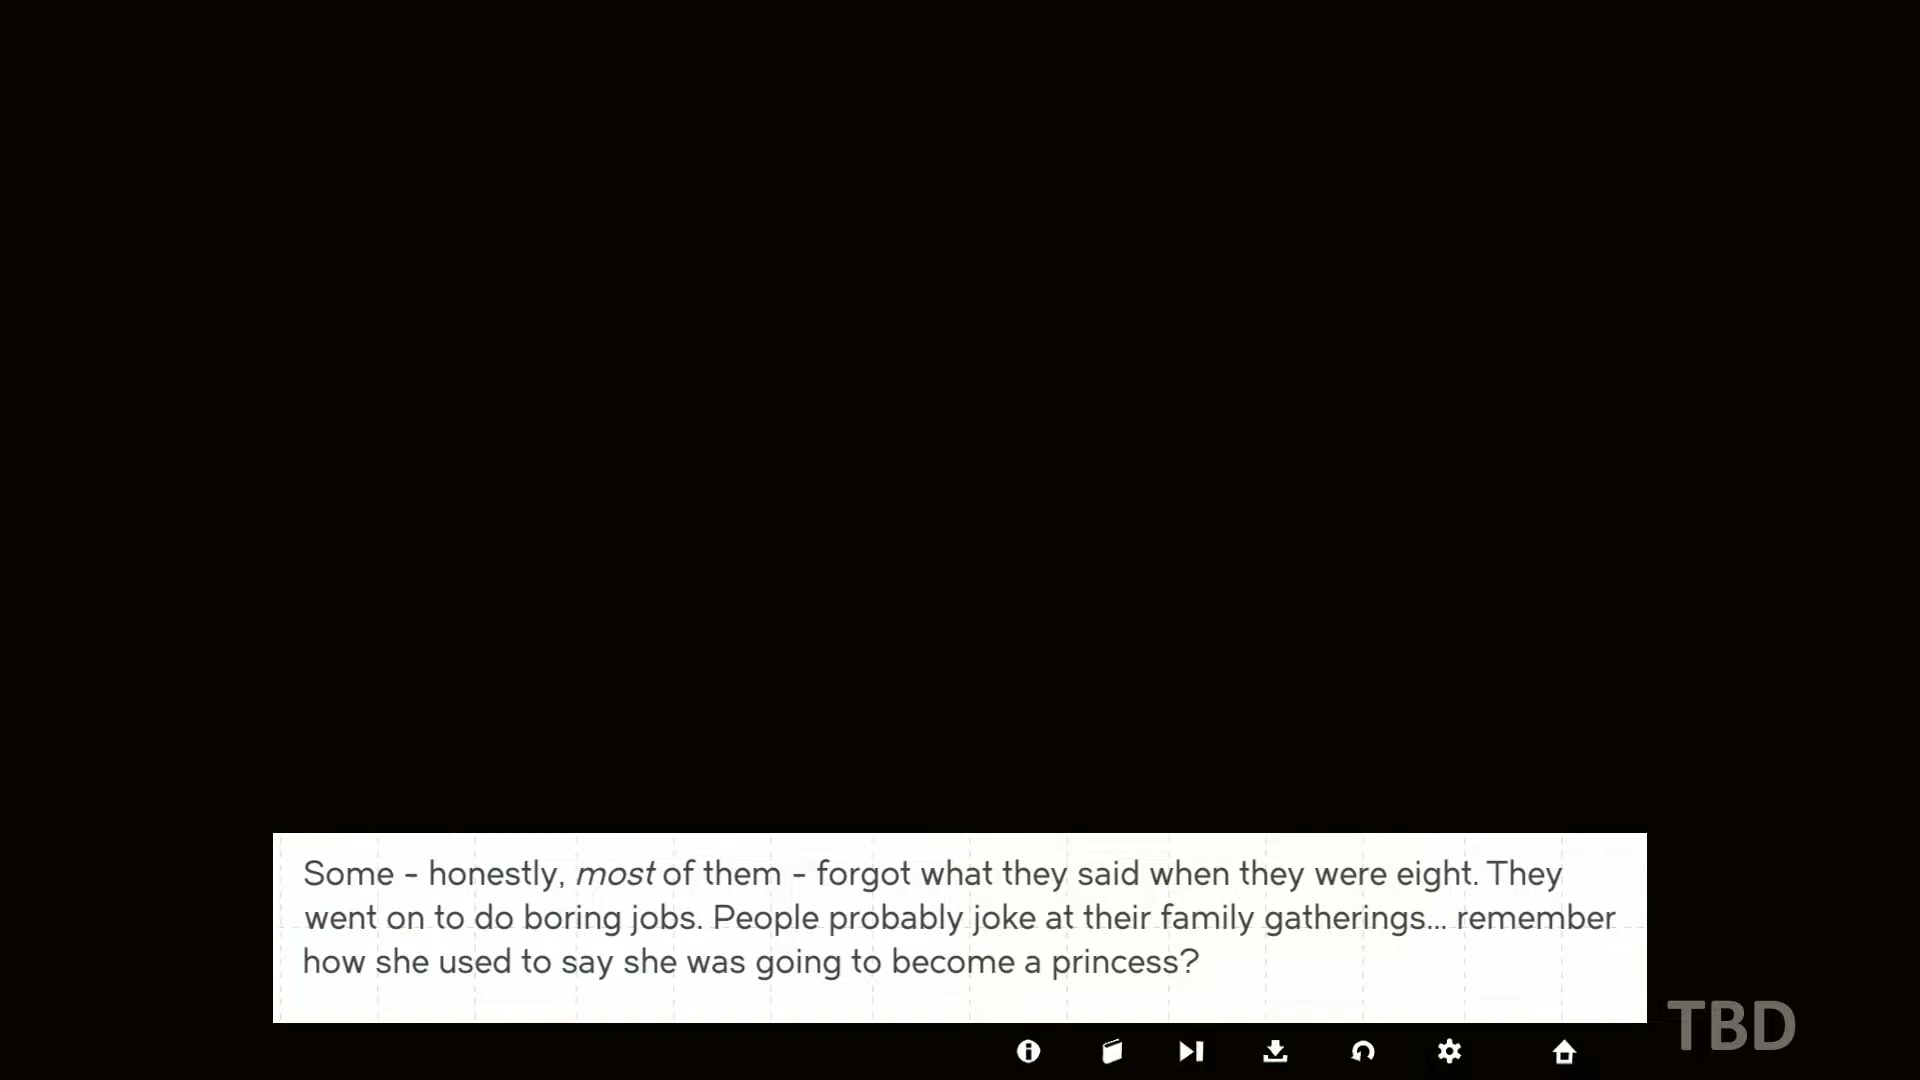 Some - honestly, most of them - forgot what they said when they were eight. They
went on to do boring jobs. People probably joke at their family gatherings... remember
how she used to say she was going to become a princess?
TBD